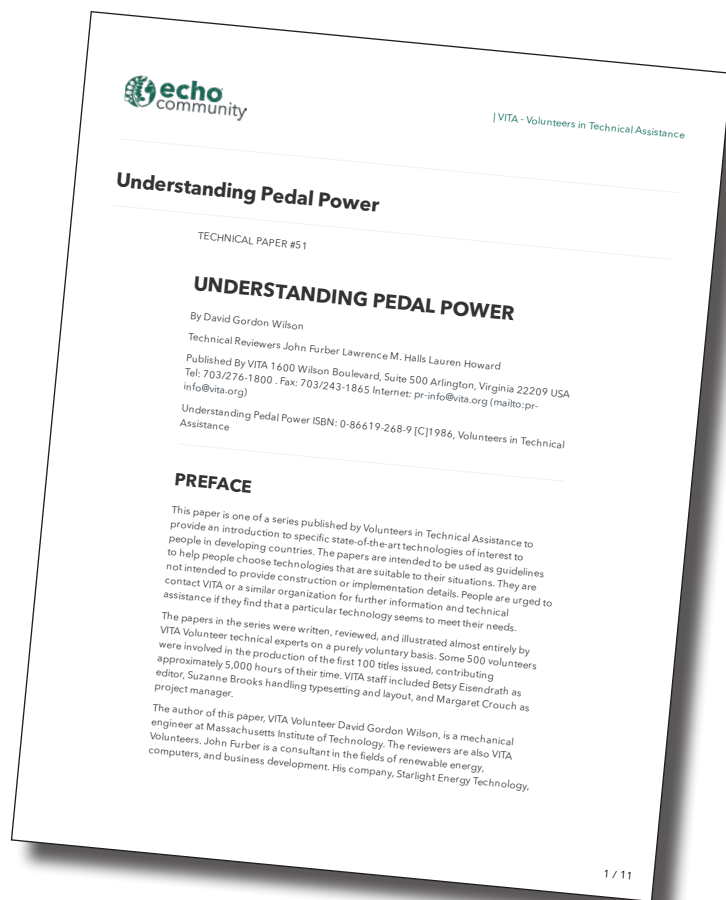 echo
community
| VITA - Volunteers in Technical Assistance
Understanding Pedal Power
TECHNICAL PAPER #51
UNDERSTANDING PEDAL POWER
By David Gordon Wilson
Technical Reviewers John Furber Lawrence M. Halls Lauren Howard
Published By VITA 1600 Wilson Boulevard, Suite 500 Arlington, Virginia 22209 USA
Tel: 703/276-1800 . Fax: 703/243-1865 Internet: pr-info@vita.org (mailto:pr-
info@vita.org)
Understanding Pedal Power ISBN: 0-86619-268-9 [C]1986, Volunteers in Technical
Assistance
PREFACE
This paper is one of a series published by Volunteers in Technical Assistance to
provide an introduction to specific state-of-the-art technologies of interest to
people in developing countries. The papers are intended to be used as guidelines
to help people choose technologies that are suitable to their situations. They are
not intended to provide construction or implementation details. People are urged to
contact VITA or a similar organization for further information and technical
assistance if they find that a particular technology seems to meet their needs.
The papers in the series were written, reviewed, and illustrated almost entirely by
VITA Volunteer technical experts on a purely voluntary basis. Some 500 volunteers
were involved in the production of the first 100 titles issued, contributing
approximately 5,000 hours of their time. VITA staff included Betsy Eisendrath as
editor, Suzanne Brooks handling typesetting and layout, and Margaret Crouch as
project manager.
The author of this paper, VITA Volunteer David Gordon Wilson, is a mechanical
engineer at Massachusetts Institute of Technology. The reviewers are also VITA
Volunteers. John Furber is a consultant in the fields of renewable energy,
computers, and business development. His company, Starlight Energy Technology,
1 / 11